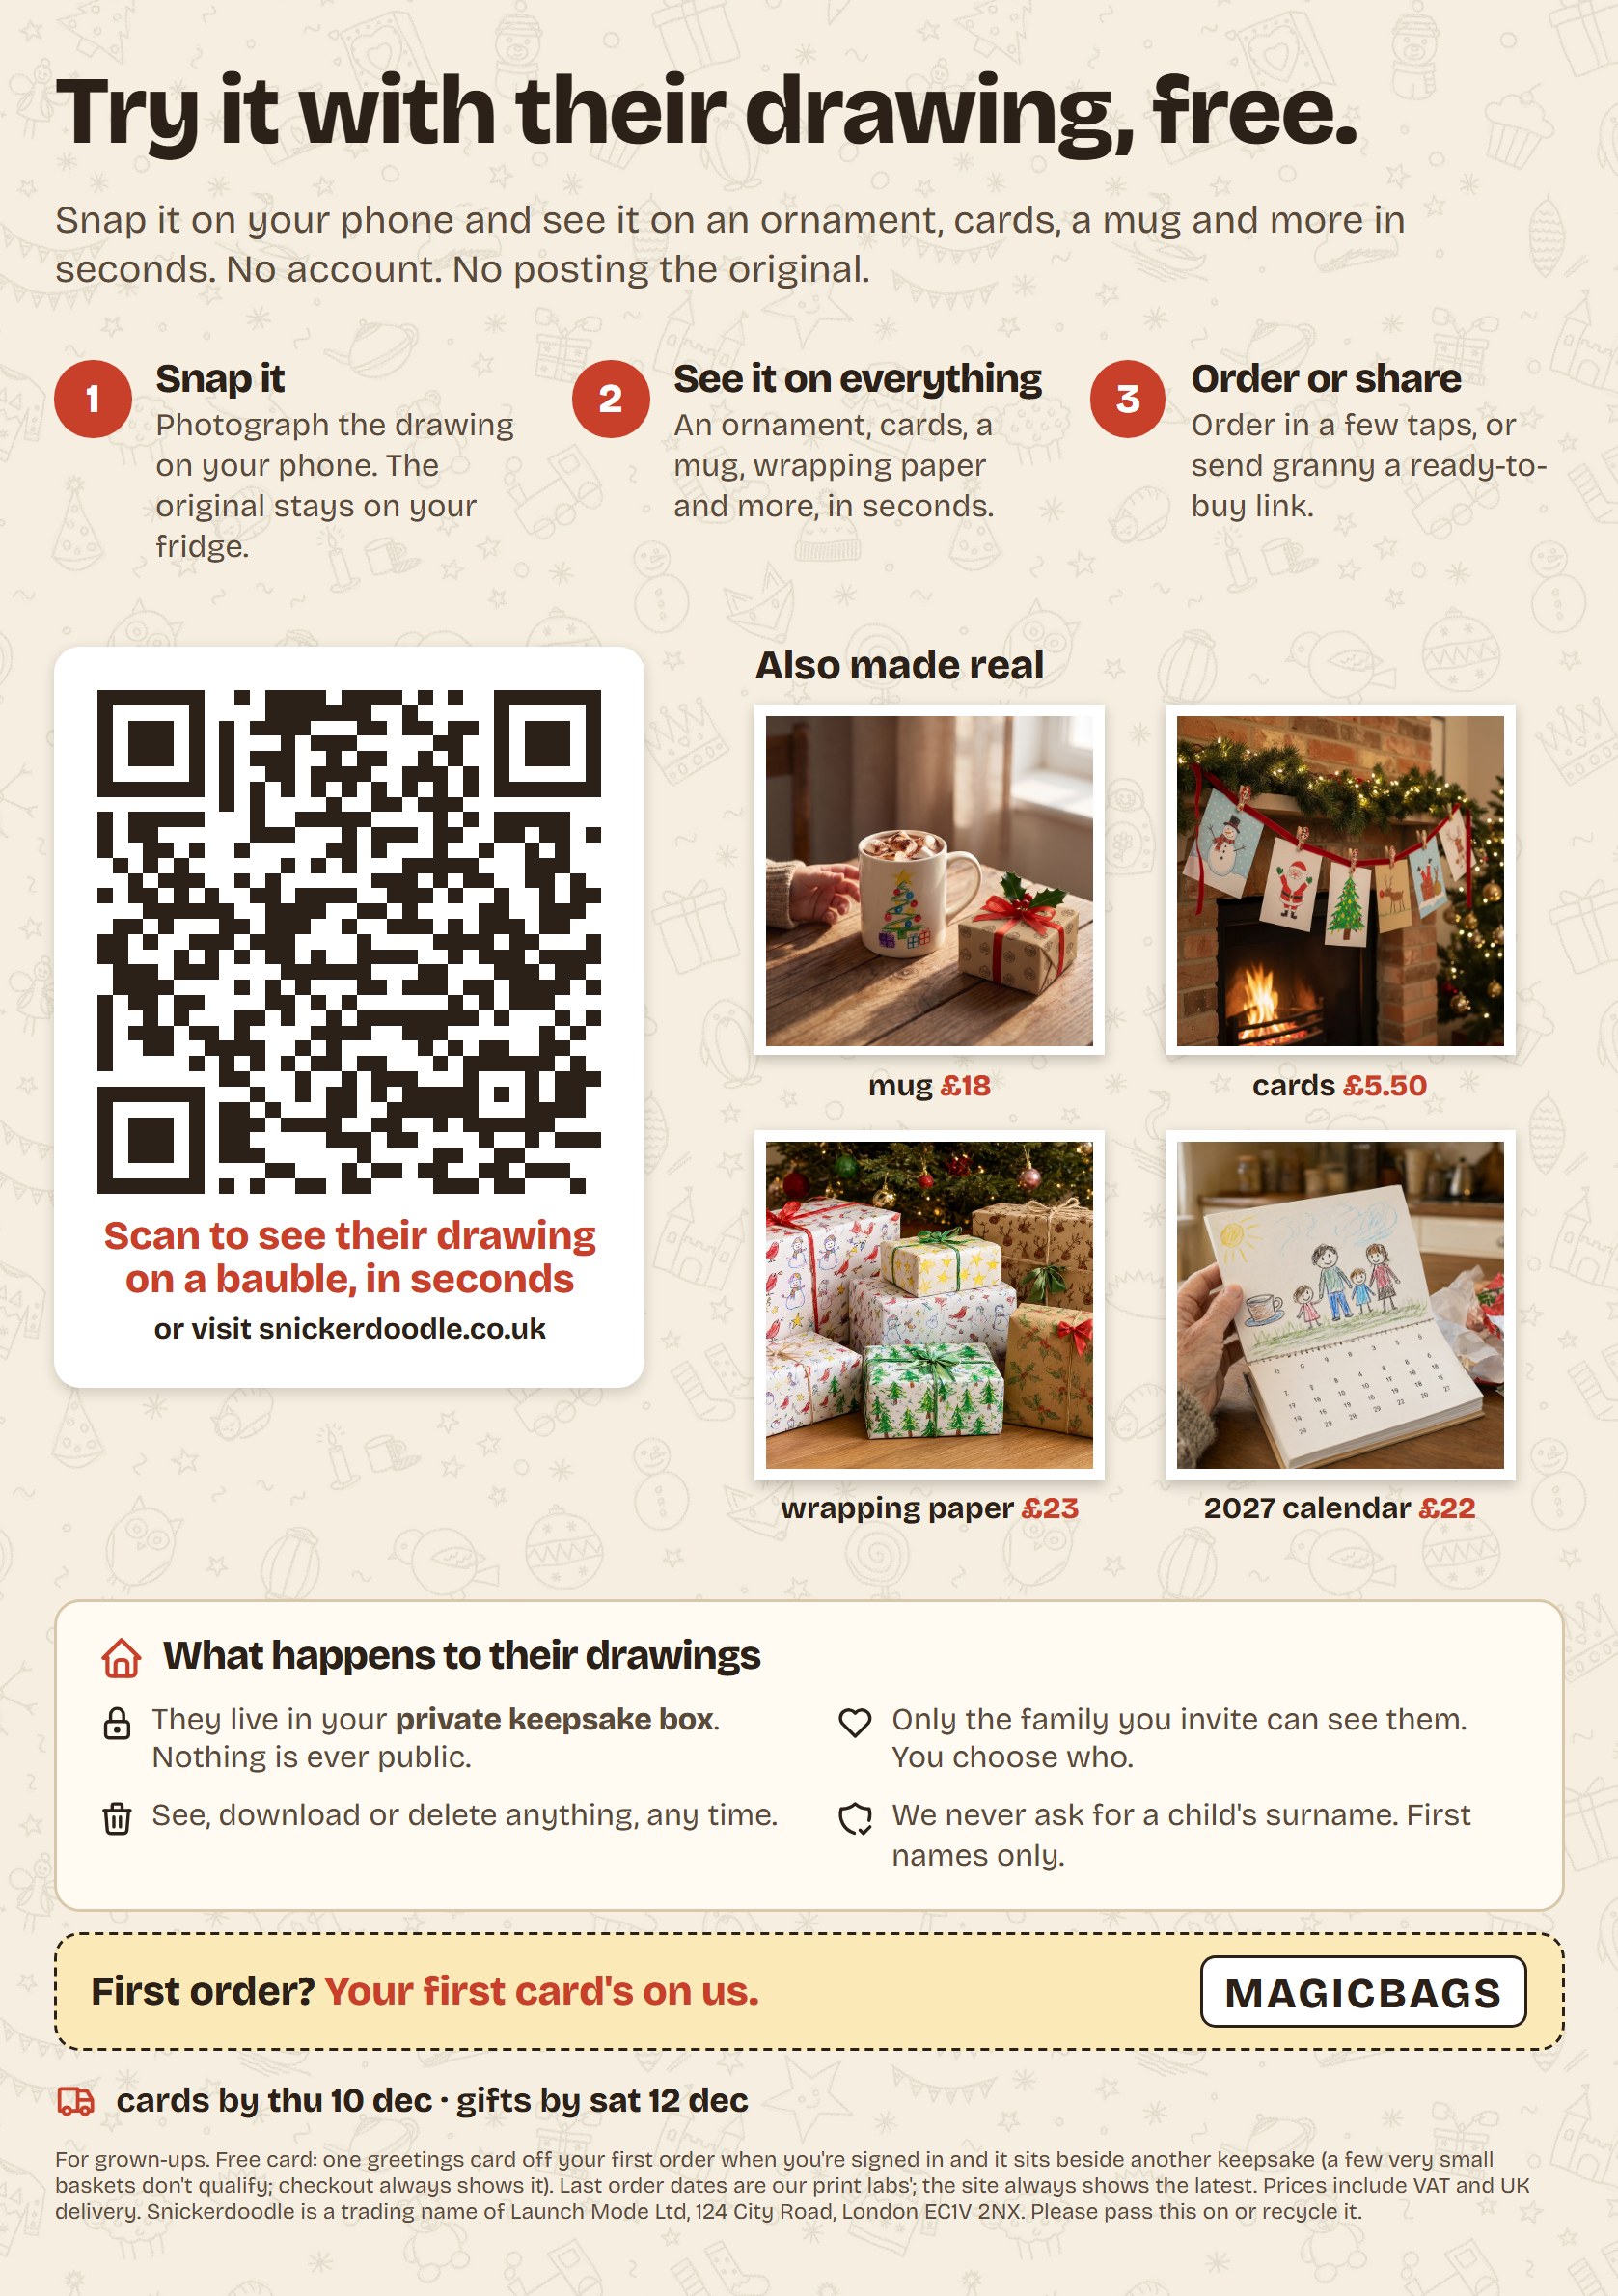 Try it with their drawing, free.
Snap it on your phone and see it on an ornament, cards, a mug and more in
seconds. No account. No posting the original.
1
Snap it
Photograph the drawing
on your phone. The
original stays on your
fridge.
2
See it on everything
An ornament, cards, a
mug, wrapping paper
and more, in seconds.
3
Order or share
Order in a few taps, or
send granny a ready-to-
buy link.
Scan to see their drawing
on a bauble, in seconds
or visit snickerdoodle.co.uk
Also made real
mug £18
cards £5.50
wrapping paper £23
2027 calendar £22
What happens to their drawings
They live in your private keepsake box.
Nothing is ever public.
Only the family you invite can see them.
You choose who.
See, download or delete anything, any time.
We never ask for a child's surname. First
names only.
First order? Your first card's on us.
MAGICBAGS
cards by thu 10 dec · gifts by sat 12 dec
For grown-ups. Free card: one greetings card off your first order when you're signed in and it sits beside another keepsake (a few very small
baskets don't qualify; checkout always shows it). Last order dates are our print labs'; the site always shows the latest. Prices include VAT and UK
delivery. Snickerdoodle is a trading name of Launch Mode Ltd, 124 City Road, London EC1V 2NX. Please pass this on or recycle it.